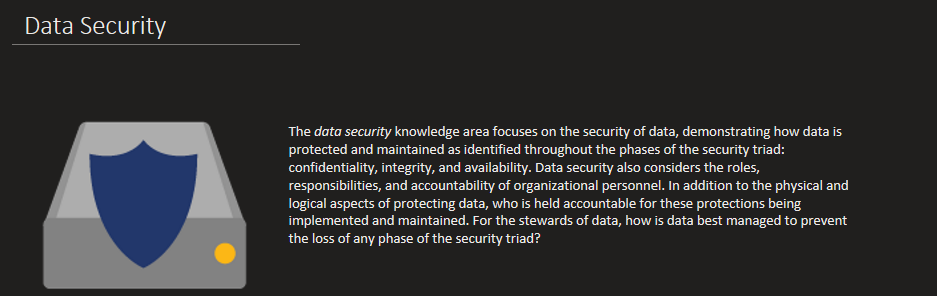 Data Security
The data security knowledge area focuses on the security of data, demonstrating how data is
protected and maintained as identified throughout the phases of the security triad:
confidentiality, integrity, and availability. Data security also considers the roles,
responsibilities, and accountability of organizational personnel. In addition to the physical and
logical aspects of protecting data, who is held accountable for these protections being
implemented and maintained. For the stewards of data, how is data best managed to prevent
the loss of any phase of the security triad?